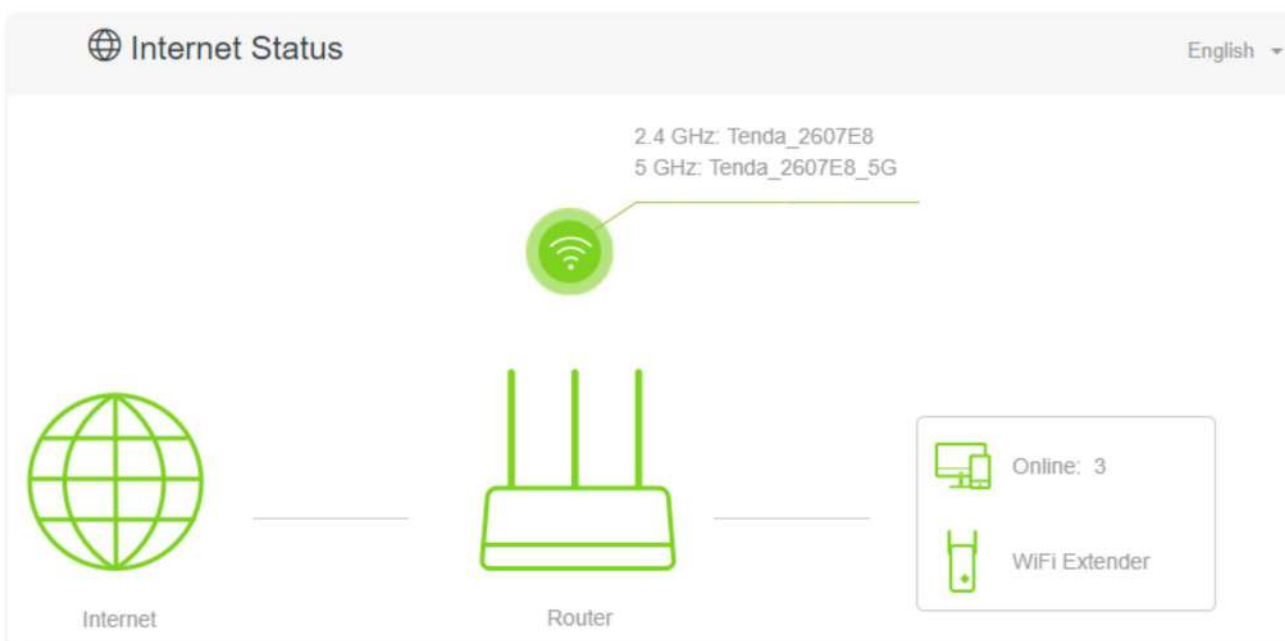 Internet Status
English
2.4 GHz: Tenda_2607E8
5 GHz: Tenda_2607E8_5G
Online: 3
WiFi Extender
Internet
Router